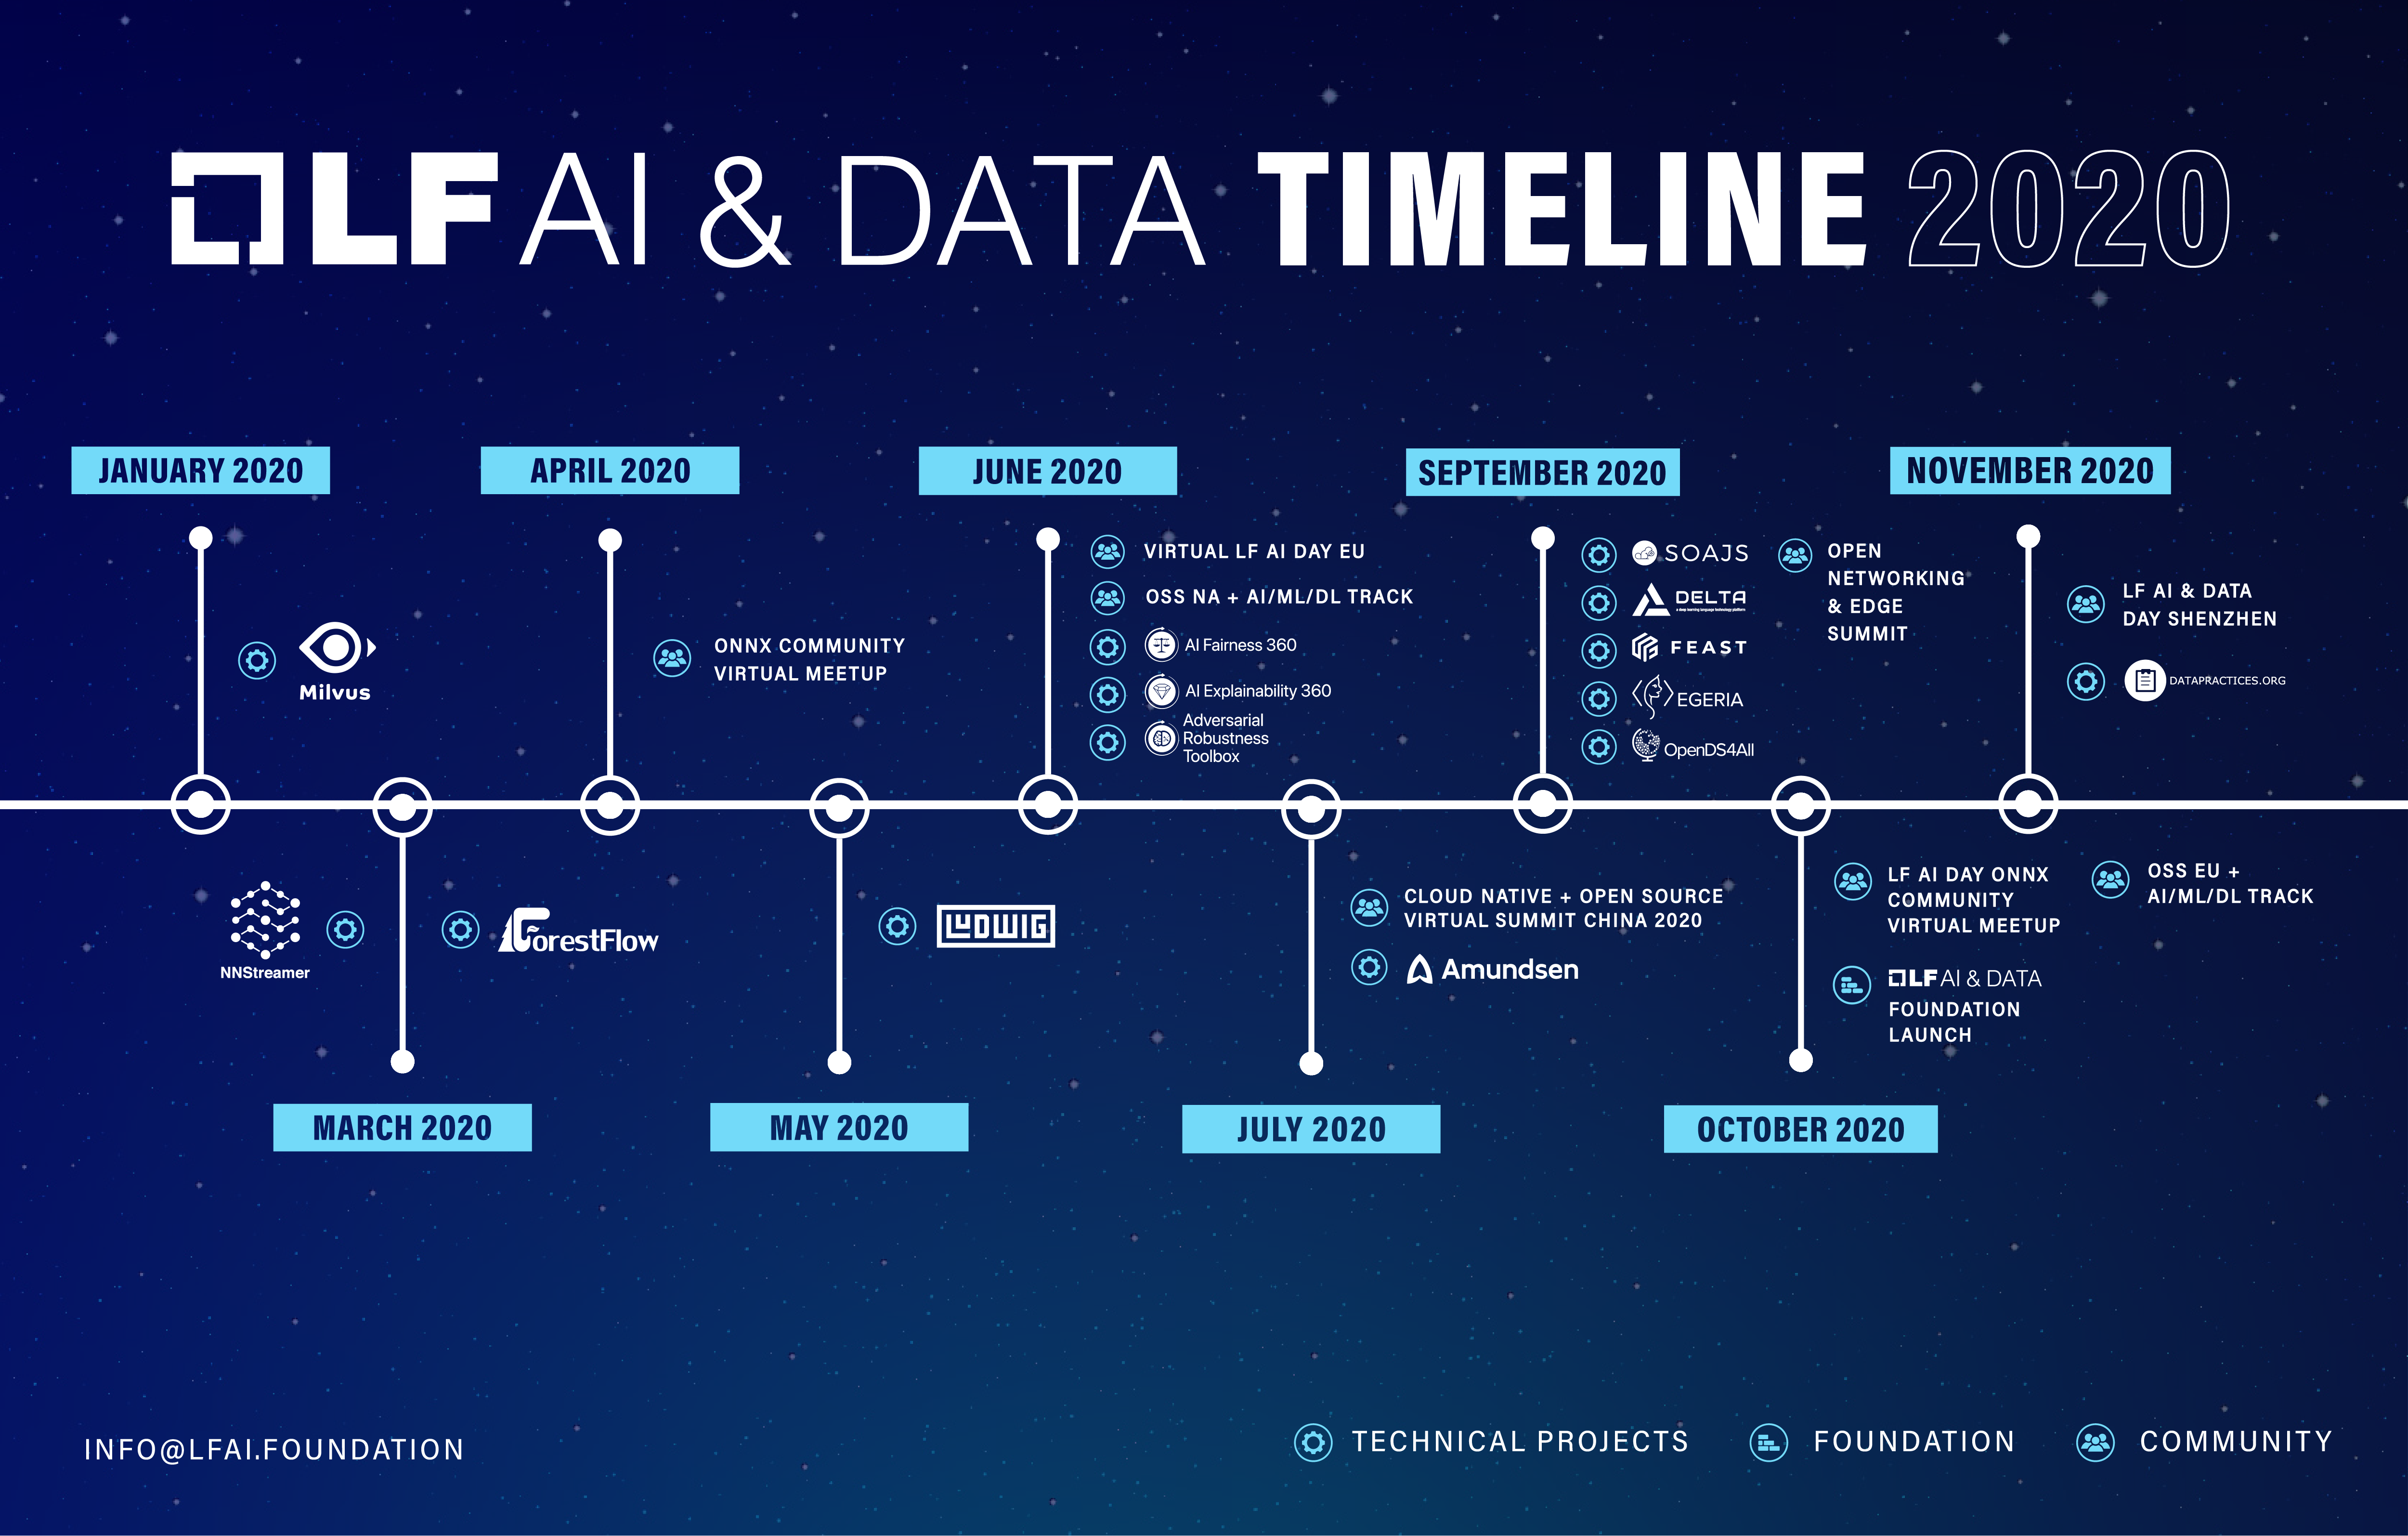 LF AI & DATA TIMELINE 2020
JANUARY 2020
Milvus
APRIL 2020
ONNX COMMUNITY
VIRTUAL MEETUP
JUNE 2020
VIRTUAL LF AI DAY EU
OSS NA + AI/ML/DL TRACK
AI Fairness 360
AI Explainability 360
Adversarial
Robustness
Toolbox
SEPTEMBER 2020
SOAJS
DELTA
a deep learning language technology platform
FEAST
EGERIA
OpenDS4All
OPEN
NETWORKING
& EDGE
SUMMIT
NOVEMBER 2020
LF AI & DATA
DAY SHENZHEN
DATAPRACTICES.ORG
NNStreamer
ForestFlow
MARCH 2020
LUDWIG
MAY 2020
CLOUD NATIVE + OPEN SOURCE
VIRTUAL SUMMIT CHINA 2020
Amundsen
JULY 2020
LF AI DAY ONNX
COMMUNITY
VIRTUAL MEETUP
LF AI & DATA
FOUNDATION
LAUNCH
OSS EU +
AI/ML/DL TRACK
OCTOBER 2020
INFO@LFAI.FOUNDATION
TECHNICAL PROJECTS
FOUNDATION
COMMUNITY